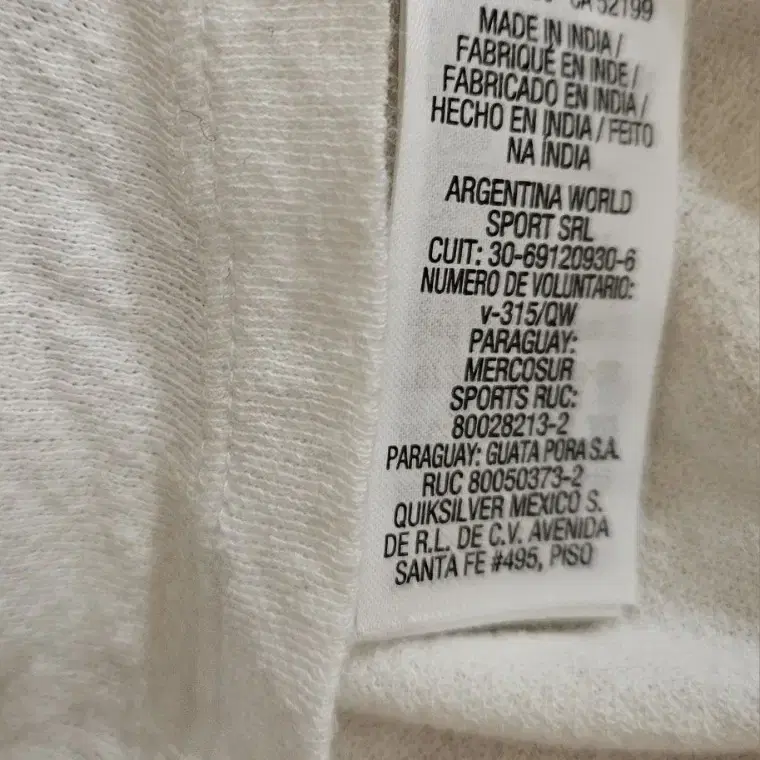 CA 52199
MADE IN INDIA /
FABRIQUÉ EN INDE /
FABRICADO EN INDIA /
HECHO EN INDIA / FEITO
NA ÍNDIA
ARGENTINA WORLD
SPORT SRL
CUIT: 30-69120930-6
NUMERO DE VOLUNTARIO:
v-315/QW
PARAGUAY:
MERCOSUR
SPORTS RUC:
80028213-2
PARAGUAY: GUATA PORA S.A.
RUC 80050373-2
QUIKSILVER MEXICO S.
DE R.L. DE C.V. AVENIDA
SANTA FE #495, PISO